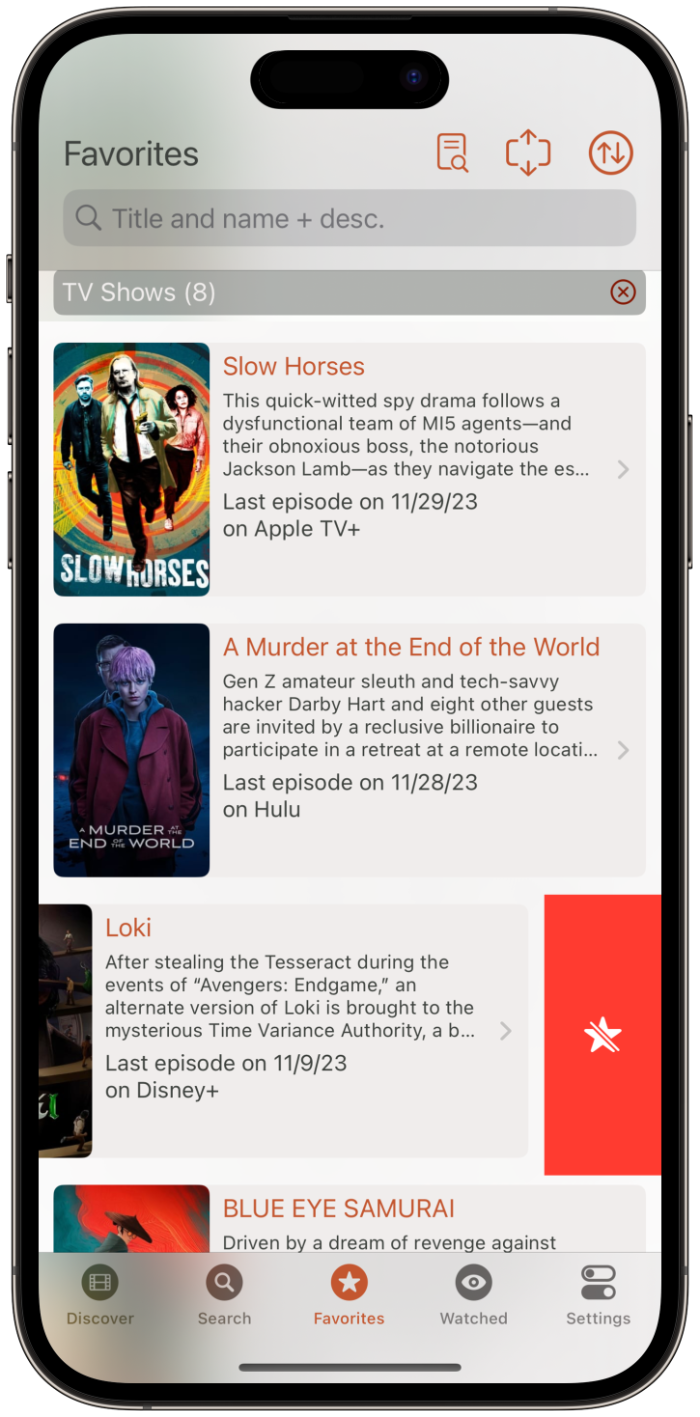 Favorites
Title and name + desc.
TV Shows (8)
Slow Horses
This quick-witted spy drama follows a
dysfunctional team of MI5 agents—and
their obnoxious boss, the notorious
Jackson Lamb—as they navigate the es...
Last episode on 11/29/23
on Apple TV+
SLOW HORSES
A Murder at the End of the World
Gen Z amateur sleuth and tech-savvy
hacker Darby Hart and eight other guests
are invited by a reclusive billionaire to
participate in a retreat at a remote locati...
Last episode on 11/28/23
on Hulu
A MURDER AT THE
END OF THE WORLD
Loki
After stealing the Tesseract during the
events of “Avengers: Endgame,” an
alternate version of Loki is brought to the
mysterious Time Variance Authority, a b...
Last episode on 11/9/23
on Disney+
BLUE EYE SAMURAI
Driven by a dream of revenge against
Discover
Search
Favorites
Watched
Settings